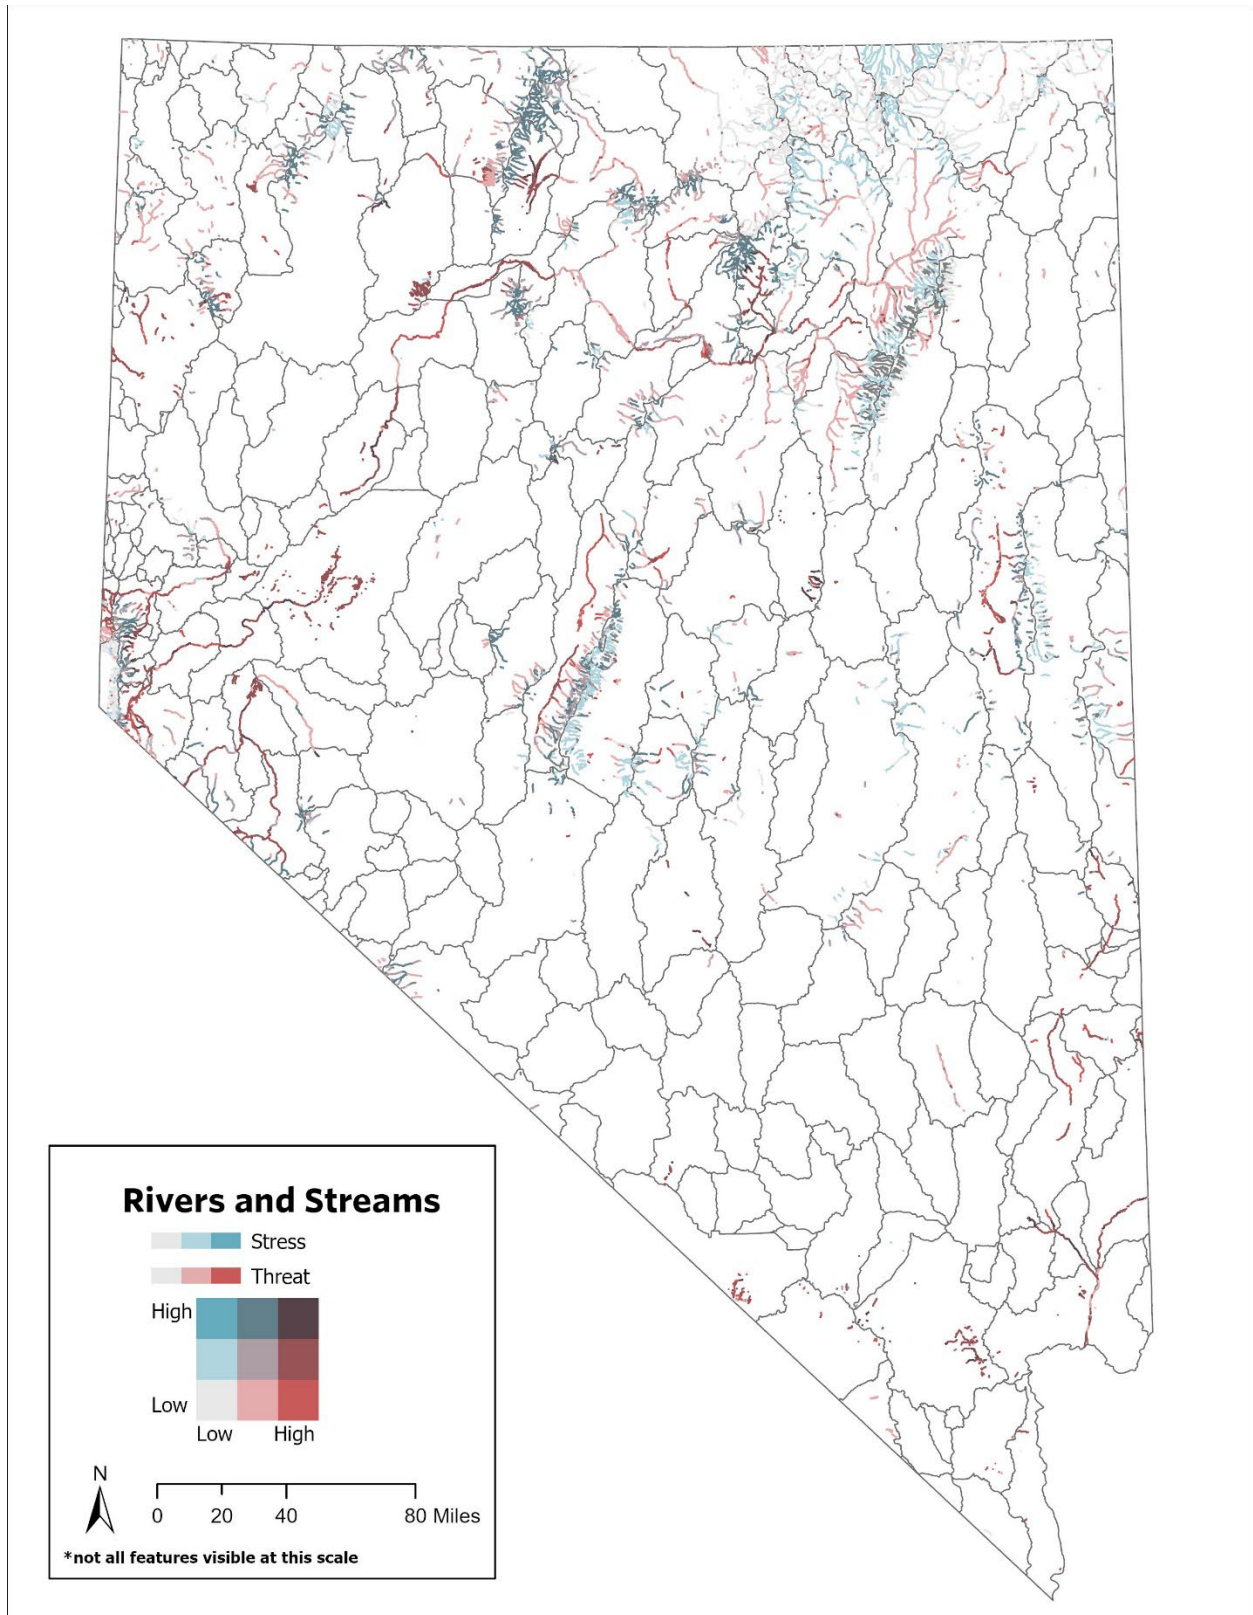 Rivers and Streams
Stress
Threat
High
Low
Low High
N
0 20 40 80 Miles
*not all features visible at this scale